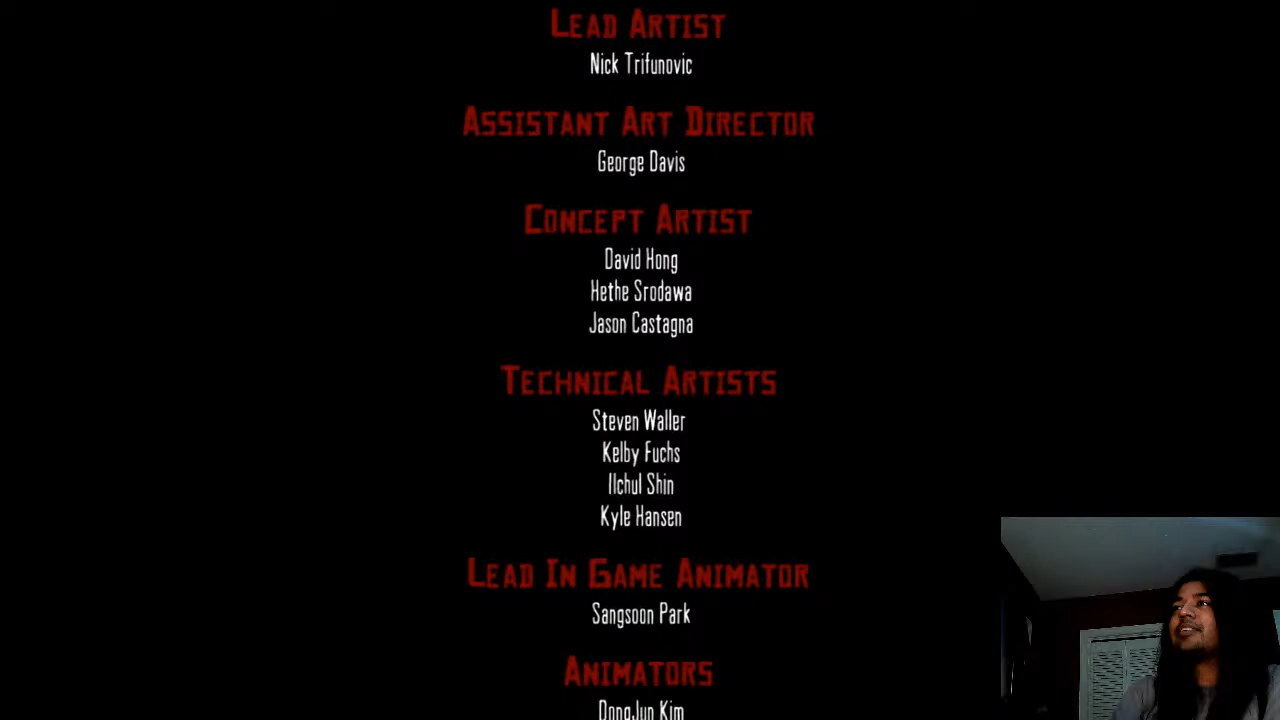 LEAD ARTIST
Nick Trifunovic
ASSISTANT ART DIRECTOR
George Davis
CONCEPT ARTIST
David Hong
Hethe Srodawa
Jason Castagna
TECHNICAL ARTISTS
Steven Waller
Kelby Fuchs
Ilchul Shin
Kyle Hansen
LEAD IN GAME ANIMATOR
Sangsoon Park
ANIMATORS
DongJun Kim